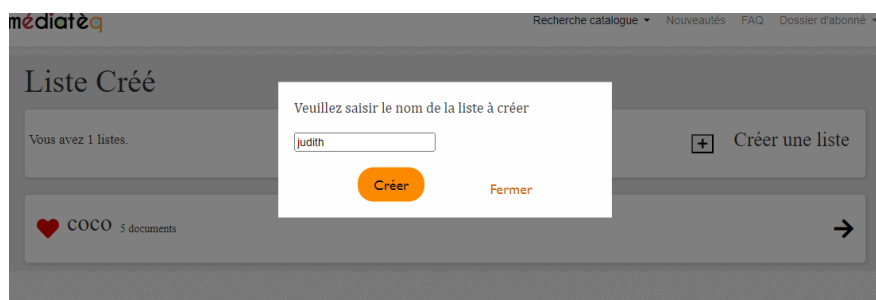 médiatèq
Recherche catalogue Nouveautés FAQ Dossier d'abonné
Liste Créé
Veuillez saisir le nom de la liste à créer
Vous avez 1 listes.
judith
Créer une liste
Créer
Fermer
coco 5 documents